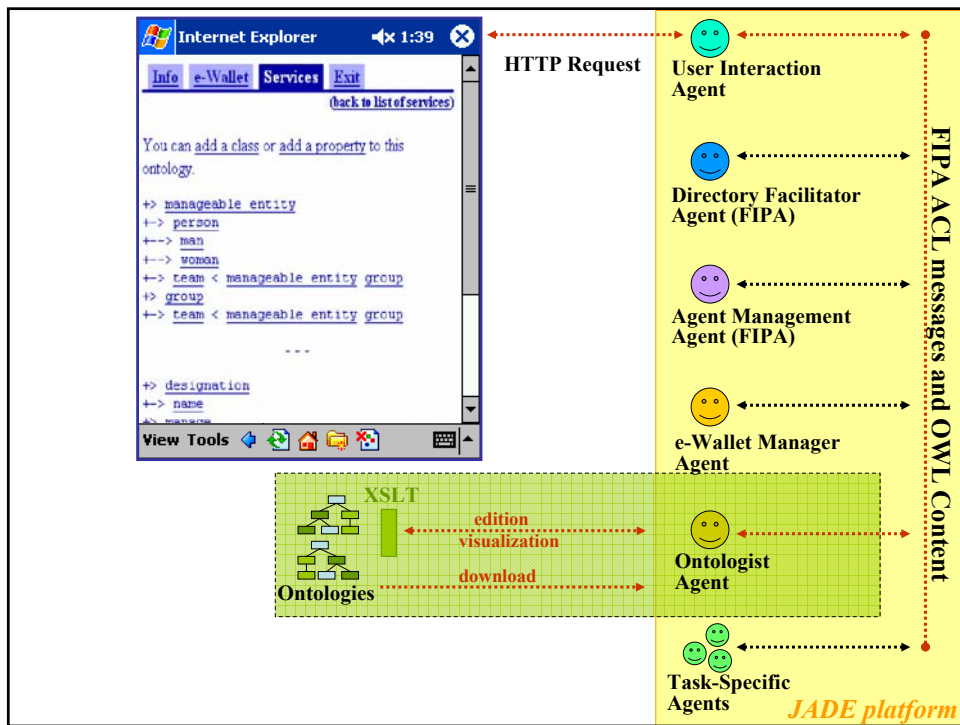 Internet Explorer 1:39
Info e-Wallet Services Exit
(back to list of services)
You can add a class or add a property to this
ontology.
+> manageable entity
+-> person
+--> man
+--> woman
+-> team < manageable entity group
+> group
+-> team < manageable entity group
---
+> designation
+-> name
+> manage
View Tools
HTTP Request
User Interaction
Agent
Directory Facilitator
Agent (FIPA)
Agent Management
Agent (FIPA)
e-Wallet Manager
Agent
XSLT
edition
visualization
download
Ontologies
Ontologist
Agent
Task-Specific
Agents
FIPA ACL messages and OWL Content
JADE platform